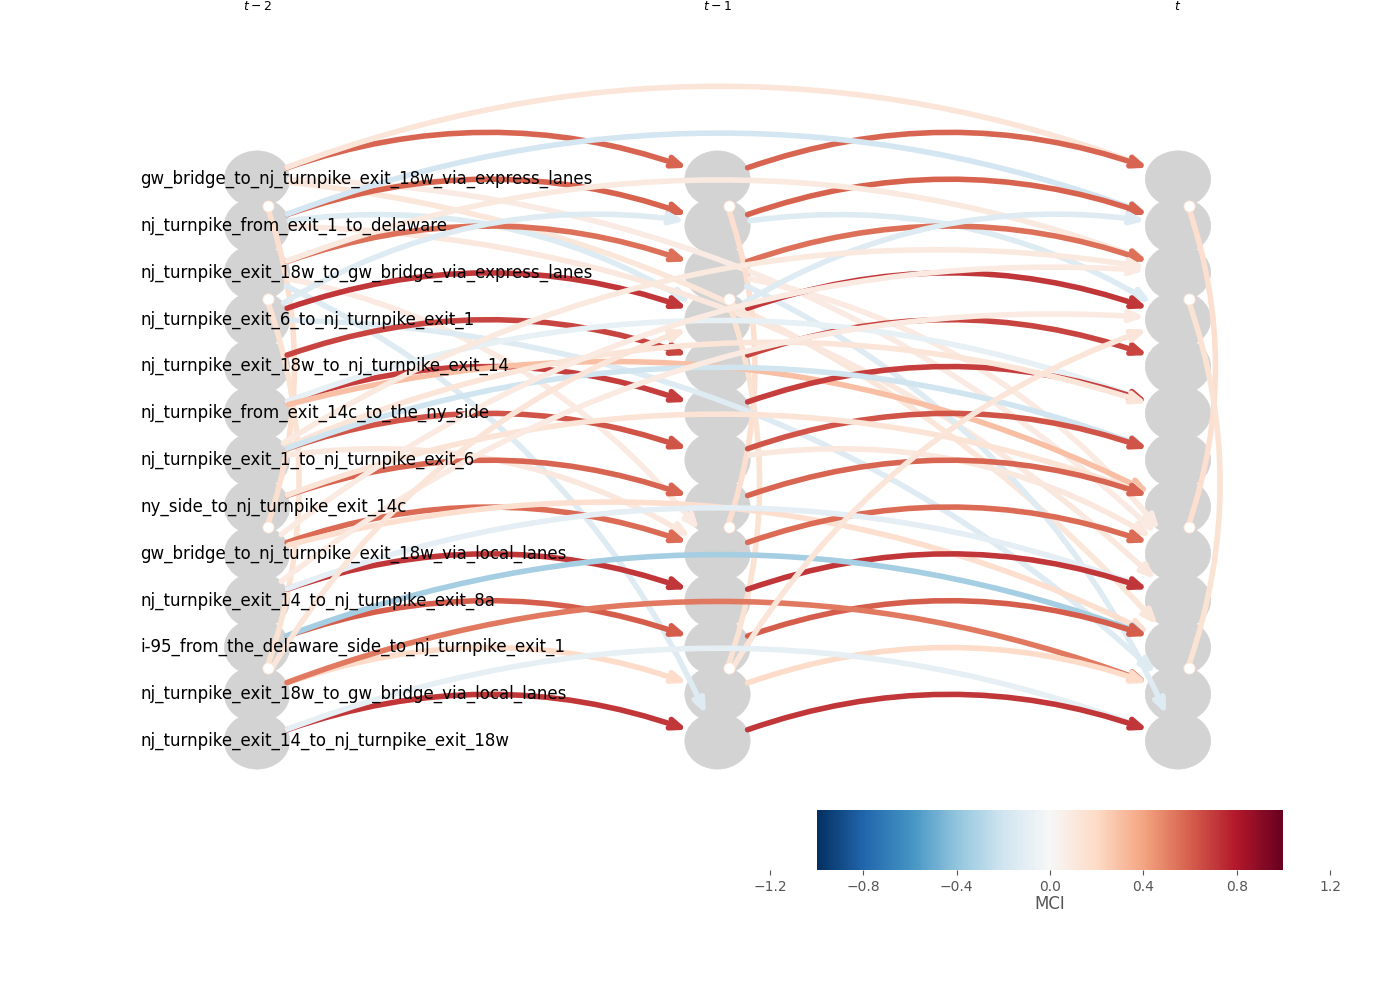 t − 2
t − 1
t
gw_bridge_to_nj_turnpike_exit_18w_via_express_lanes
nj_turnpike_from_exit_1_to_delaware
nj_turnpike_exit_18w_to_gw_bridge_via_express_lanes
nj_turnpike_exit_6_to_nj_turnpike_exit_1
nj_turnpike_exit_18w_to_nj_turnpike_exit_14
nj_turnpike_from_exit_14c_to_the_ny_side
nj_turnpike_exit_1_to_nj_turnpike_exit_6
ny_side_to_nj_turnpike_exit_14c
gw_bridge_to_nj_turnpike_exit_18w_via_local_lanes
nj_turnpike_exit_14_to_nj_turnpike_exit_8a
i-95_from_the_delaware_side_to_nj_turnpike_exit_1
nj_turnpike_exit_18w_to_gw_bridge_via_local_lanes
nj_turnpike_exit_14_to_nj_turnpike_exit_18w
−1.2
−0.8
−0.4
0.0
0.4
0.8
1.2
MCI